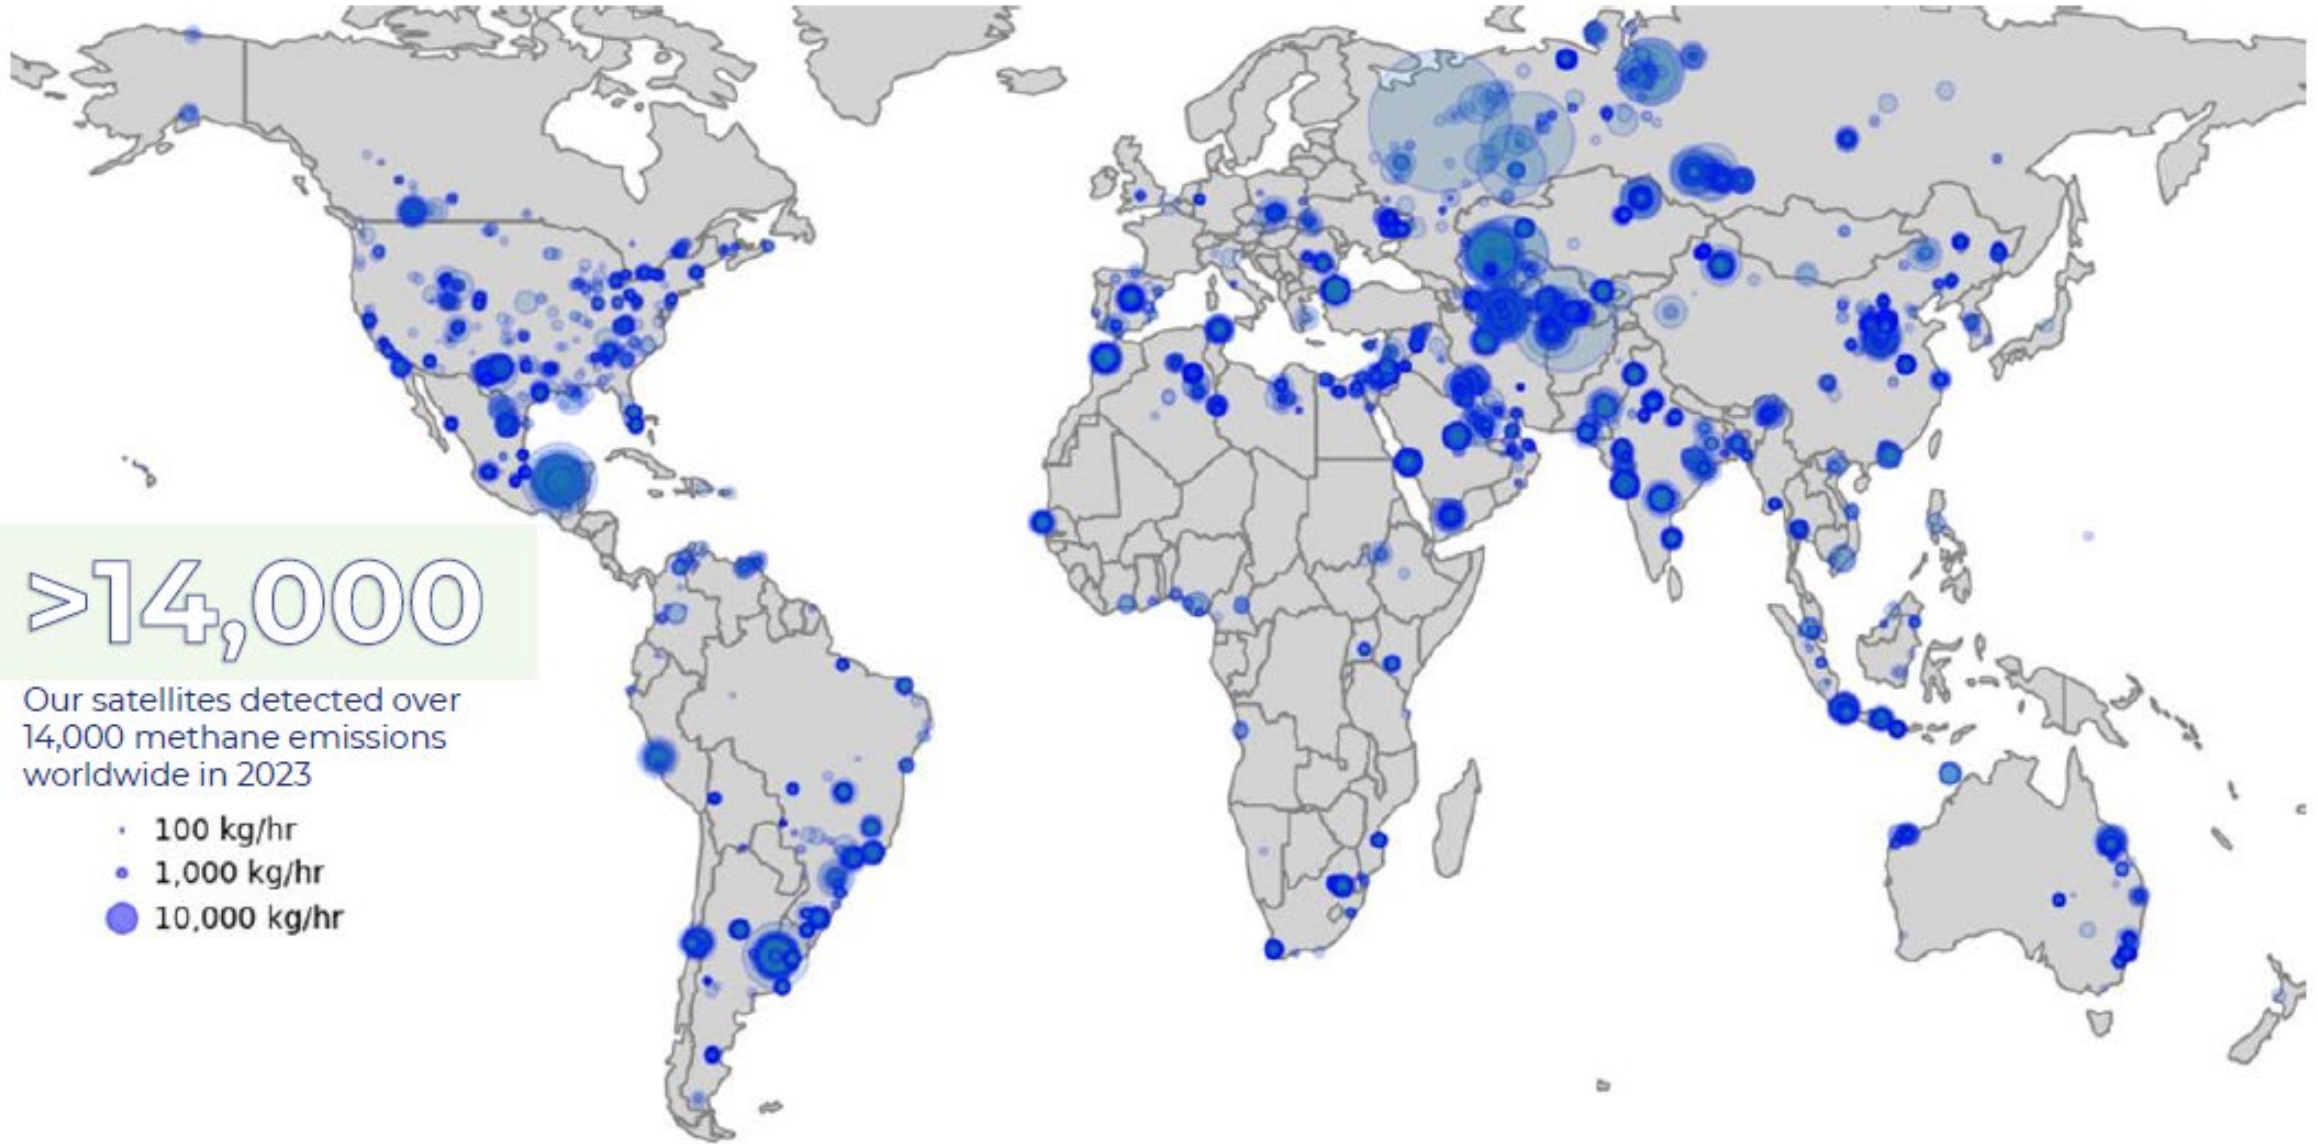 >14,000
Our satellites detected over
14,000 methane emissions
worldwide in 2023
100 kg/hr
1,000 kg/hr
10,000 kg/hr